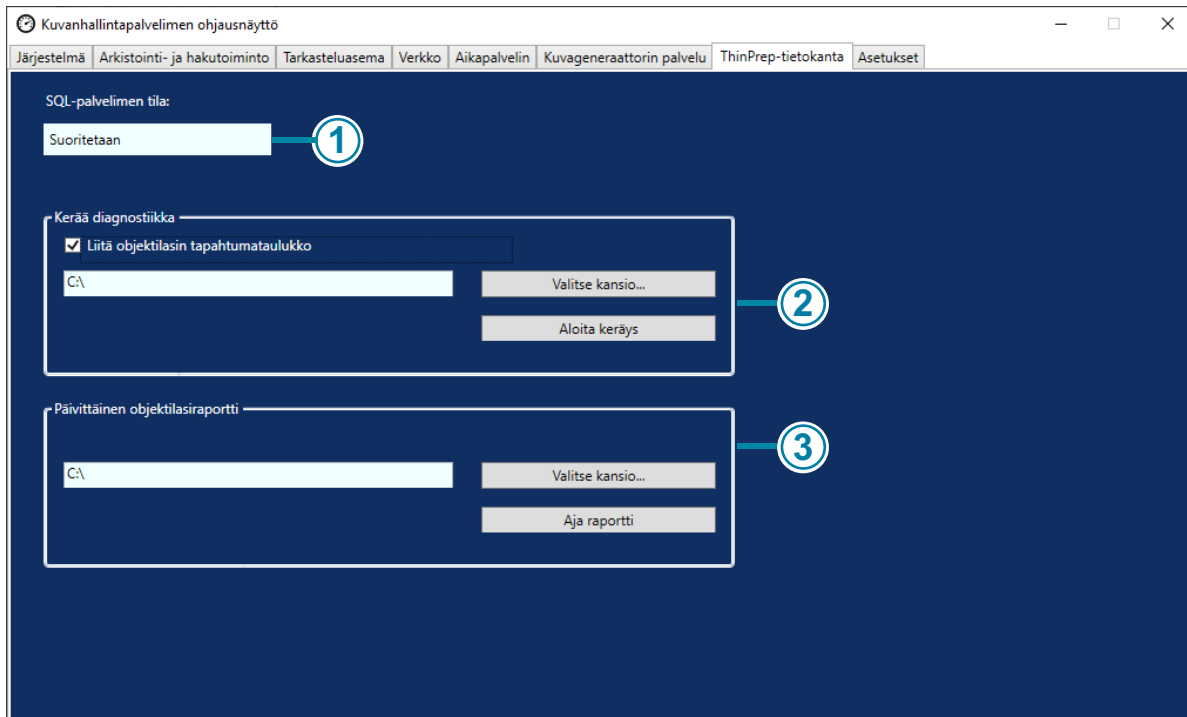 Kuvanhallintapalvelimen ohjausnäyttö
Järjestelmä Arkistointi- ja hakutoiminto Tarkasteluasema Verkko Aikapalvelin Kuvageneraattorin palvelu ThinPrep-tietokanta Asetukset
SQL-palvelimen tila:
Suoritetaan
1
Kerää diagnostiikka
Liitä objektilasin tapahtumataulukko
C:\ Valitse kansio...
2
Aloita keräys
Päivittäinen objektilasiraportti
3
C:\ Valitse kansio...
Aja raportti